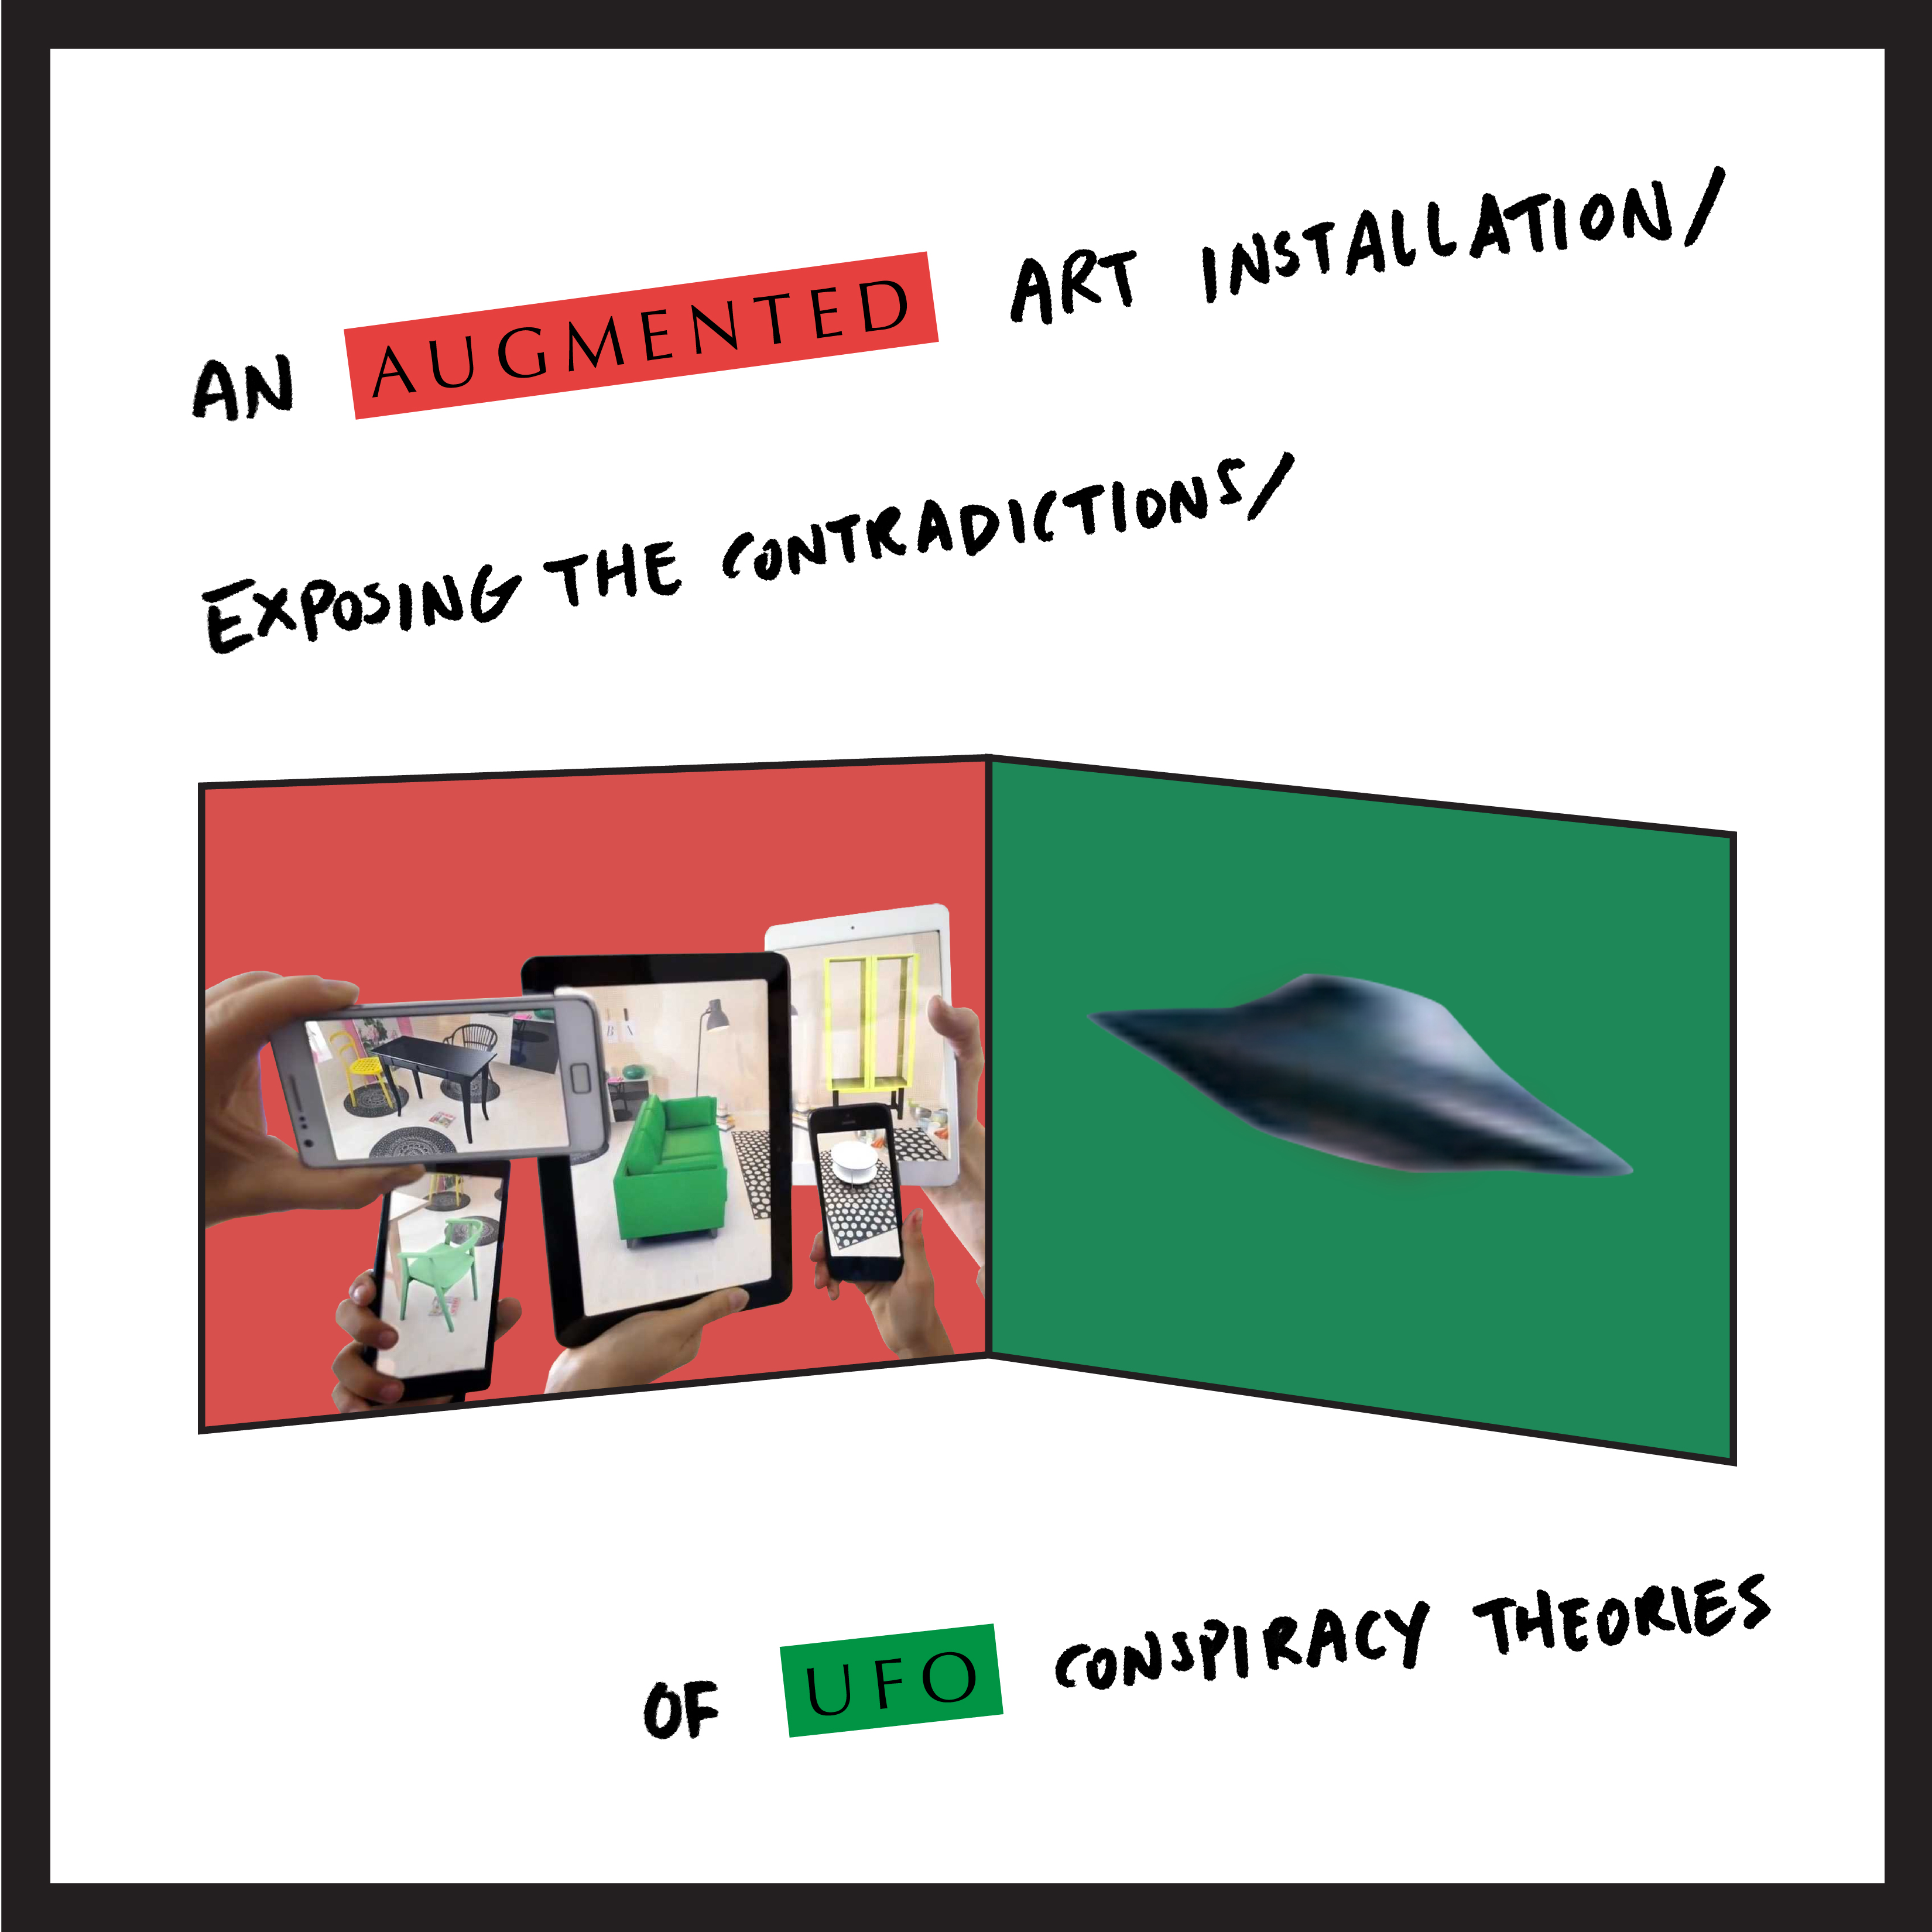 AN AUGMENTED ART INSTALLATION/
EXPOSING THE CONTRADICTIONS/
OF UFO CONSPIRACY THEORIES